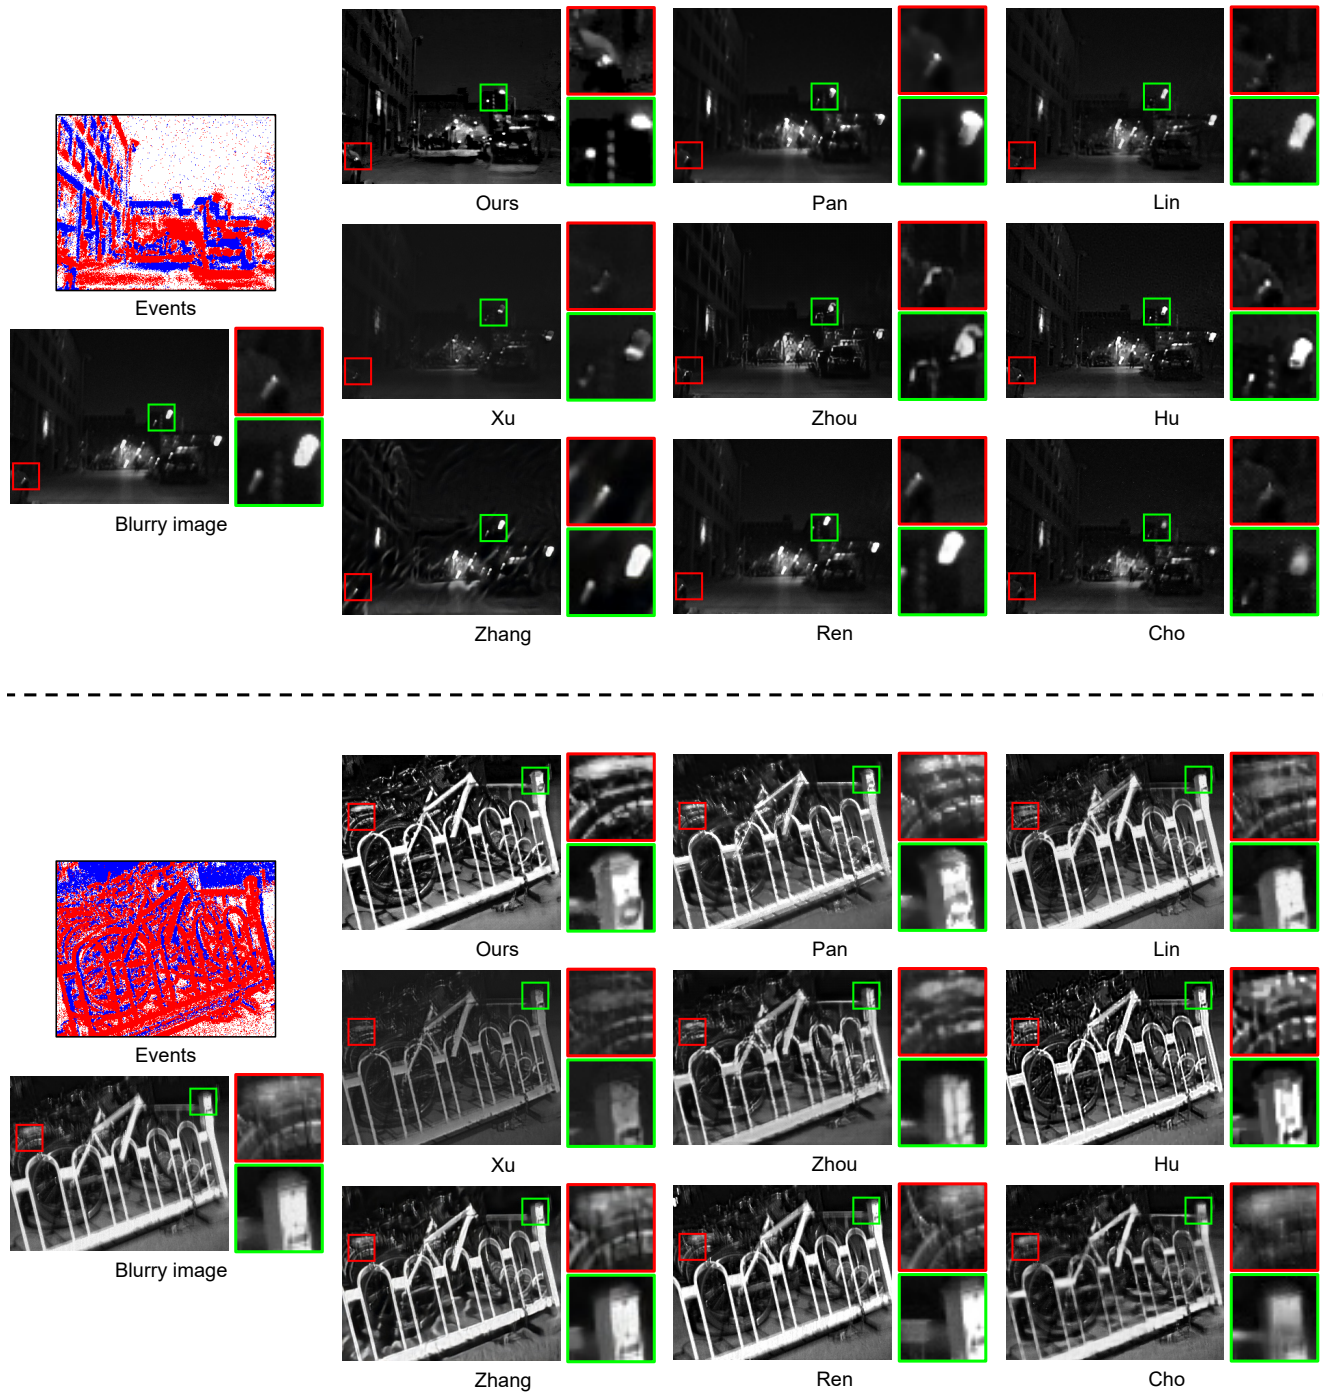 Ours
Pan
Lin
Events
Xu
Zhou
Hu
Blurry image
Zhang
Ren
Cho
Ours
Pan
Lin
Events
Xu
Zhou
Hu
Blurry image
Zhang
Ren
Cho